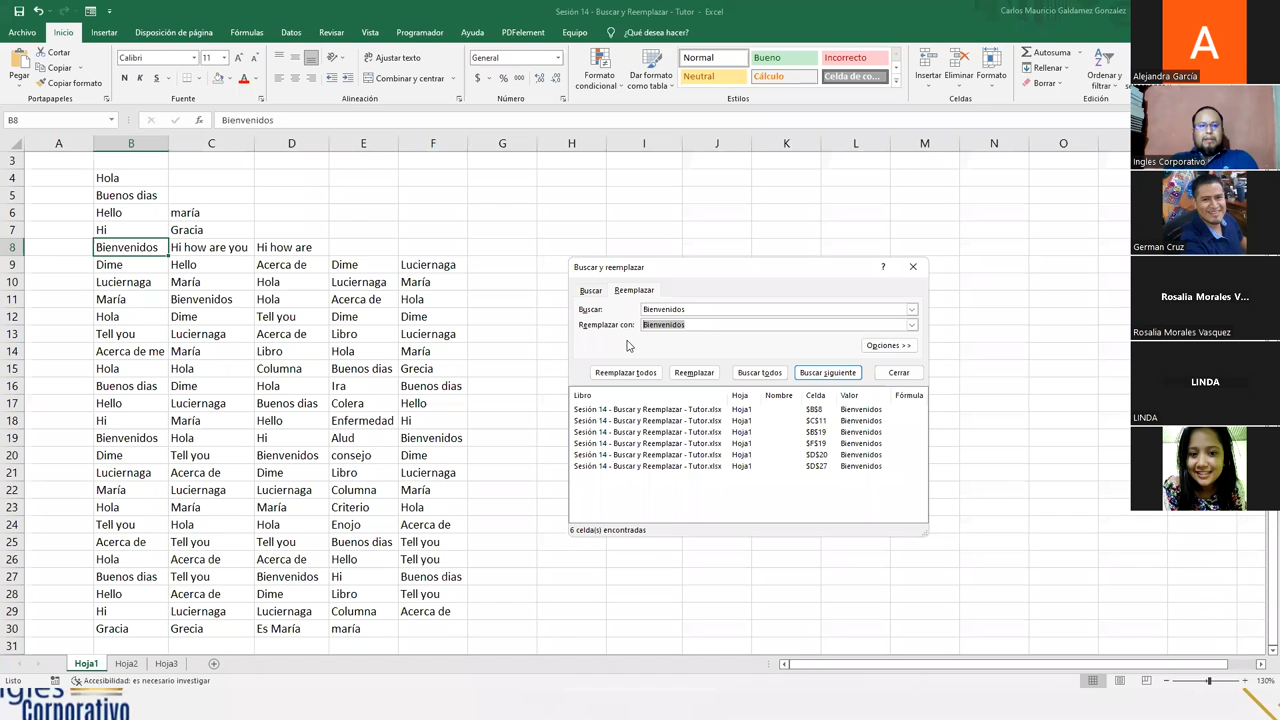 Sesión 14 - Buscar y Reemplazar - Tutor - Excel
Carlos Mauricio Galdamez Gonzalez
Archivo Inicio Insertar Disposición de página Fórmulas Datos Revisar Vista Programador Ayuda PDFelement Equipo ¿Qué desea hacer?
Pegar
Cortar
Copiar
Copiar formato
Portapapeles
Calibri 11
N K S
Fuente
Ajustar texto
Combinar y centrar
Alineación
General
$ % 000
Número
Formato condicional
Dar formato como tabla
Normal Bueno Incorrecto
Neutral Cálculo Celda de co...
Estilos
Insertar Eliminar Formato
Celdas
Autosuma
Rellenar
Borrar
Ordenar y filtrar
Edición
B8 fx Bienvenidos
A B C D E F G H I J K L M N O
3
4 Hola
5 Buenos dias
6 Hello maría
7 Hi Gracia
8 Bienvenidos Hi how are you Hi how are
9 Dime Hello Acerca de Dime Luciernaga
10 Luciernaga María Hola Luciernaga María
11 María Bienvenidos Hola Acerca de Hola
12 Hola Dime Tell you Dime Dime
13 Tell you Luciernaga Acerca de Libro Luciernaga
14 Acerca de me María Libro Hola María
15 Hola Hola Columna Buenos dias Grecia
16 Buenos dias Dime Hola Ira Dime
17 Hello Luciernaga Buenos dias Colera Hello
18 Hi María Hello Enfermedad Hi
19 Bienvenidos Hola Hi Alud Bienvenidos
20 Dime Tell you Bienvenidos consejo Dime
21 Luciernaga Acerca de Dime Libro Luciernaga
22 María Luciernaga Luciernaga Columna María
23 Hola María María Criterio Hola
24 Tell you Hola Hola Enojo Acerca de
25 Acerca de Tell you Tell you Buenos dias Tell you
26 Hola Acerca de Acerca de Hello Tell you
27 Buenos dias Tell you Bienvenidos Hi Buenos dias
28 Hello Acerca de Dime Libro Tell you
29 Hi Luciernaga Luciernaga Columna Acerca de
30 Gracia Grecia Es María maría
31
Buscar y reemplazar ?
Buscar Reemplazar
Buscar: Bienvenidos
Reemplazar con: Bienvenidos
Opciones >>
Reemplazar todos Reemplazar Buscar todos Buscar siguiente Cerrar
Libro Hoja Nombre Celda Valor Fórmula
Sesión 14 - Buscar y Reemplazar - Tutor.xlsx Hoja1 $B$8 Bienvenidos
Sesión 14 - Buscar y Reemplazar - Tutor.xlsx Hoja1 $C$11 Bienvenidos
Sesión 14 - Buscar y Reemplazar - Tutor.xlsx Hoja1 $B$19 Bienvenidos
Sesión 14 - Buscar y Reemplazar - Tutor.xlsx Hoja1 $F$19 Bienvenidos
Sesión 14 - Buscar y Reemplazar - Tutor.xlsx Hoja1 $D$20 Bienvenidos
Sesión 14 - Buscar y Reemplazar - Tutor.xlsx Hoja1 $D$27 Bienvenidos
6 celda(s) encontradas
Hoja1 Hoja2 Hoja3
Listo Accesibilidad: es necesario investigar
130%
Ingles
Corporativo
A
Alejandra García
Ingles Corporativo
German Cruz
Rosalia Morales V...
Rosalia Morales Vasquez
LINDA
LINDA